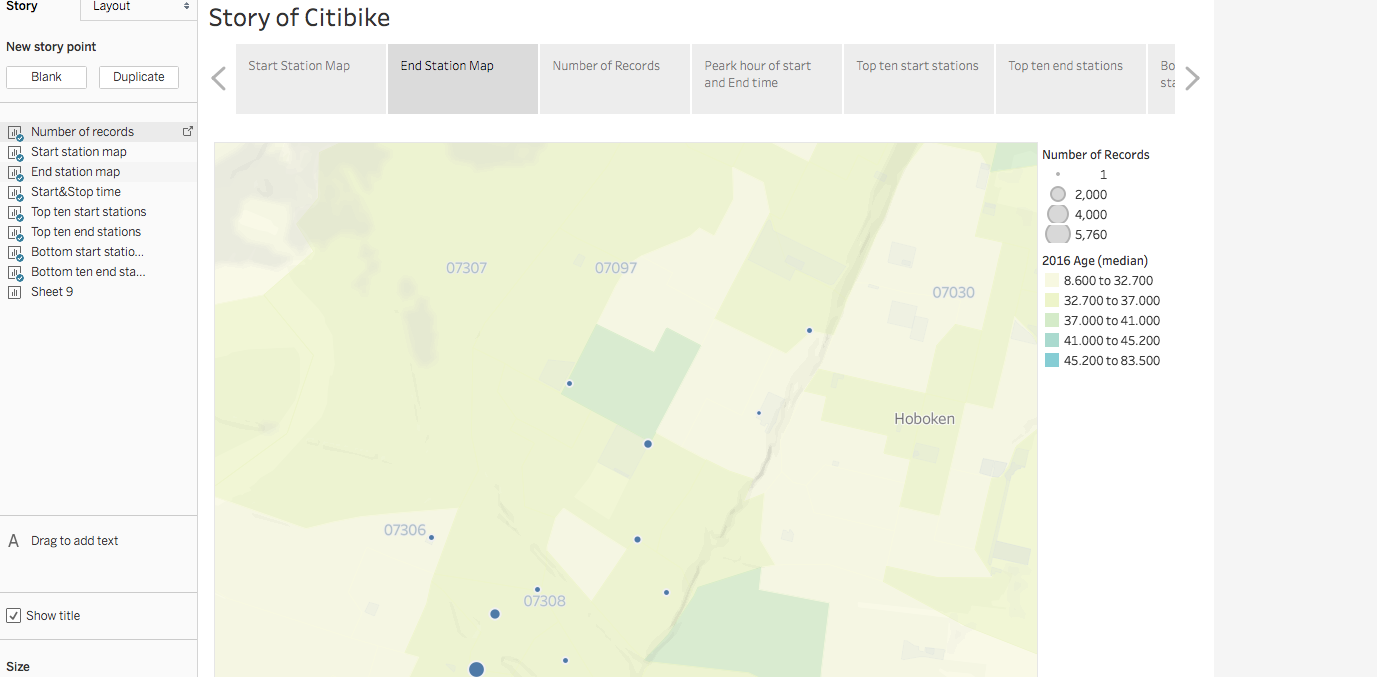 Story
Layout
New story point
Blank
Duplicate
Number of records
Start station map
End station map
Start&Stop time
Top ten start stations
Top ten end stations
Bottom start statio...
Bottom ten end sta...
Sheet 9
A Drag to add text
Show title
Size
Story of Citibike
Start Station Map
End Station Map
Number of Records
Peark hour of start
and End time
Top ten start stations
Top ten end stations
Bo
sta
07307
07097
07030
Hoboken
07306
07308
Number of Records
1
2,000
4,000
5,760
2016 Age (median)
8.600 to 32.700
32.700 to 37.000
37.000 to 41.000
41.000 to 45.200
45.200 to 83.500